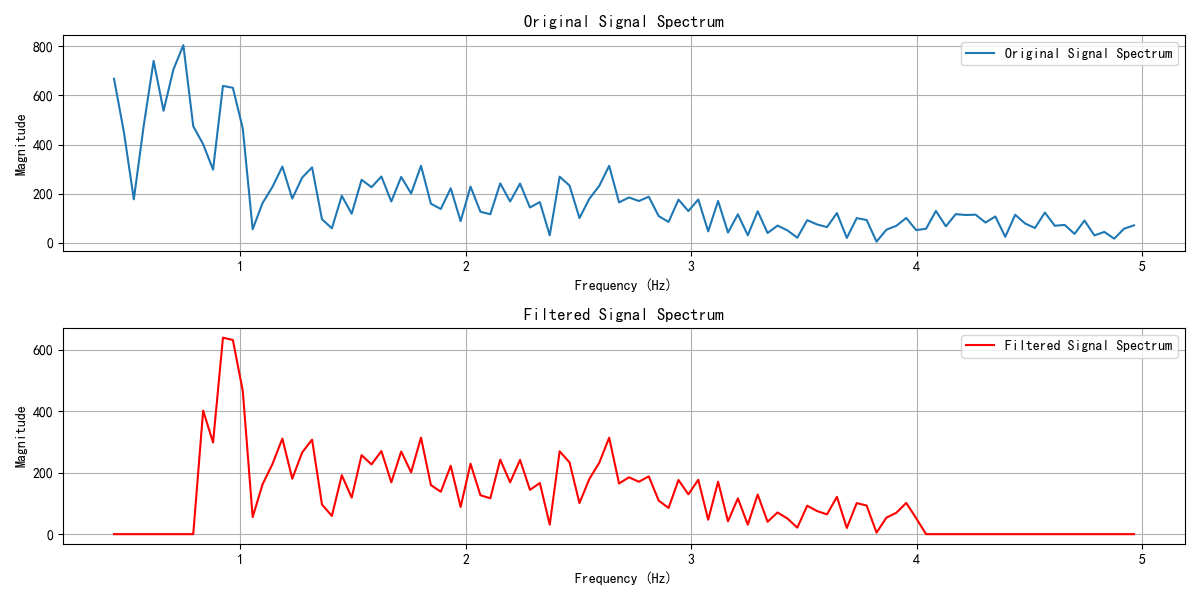 Original Signal Spectrum
Original Signal Spectrum
Magnitude
800
600
400
200
0
1
2
3
4
5
Frequency (Hz)
Filtered Signal Spectrum
Filtered Signal Spectrum
Magnitude
600
400
200
0
1
2
3
4
5
Frequency (Hz)